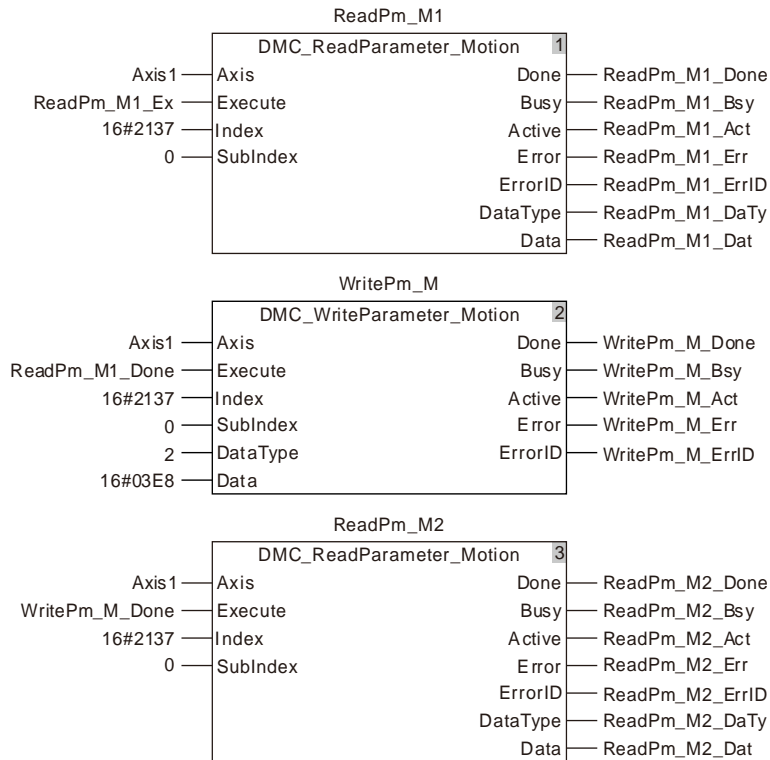 ReadPm_M1
DMC_ReadParameter_Motion 1
Axis1 Axis Done ReadPm_M1_Done
ReadPm_M1_Ex Execute Busy ReadPm_M1_Bsy
16#2137 Index Active ReadPm_M1_Act
0 SubIndex Error ReadPm_M1_Err
ErrorID ReadPm_M1_ErrID
DataType ReadPm_M1_DaTy
Data ReadPm_M1_Dat
WritePm_M
DMC_WriteParameter_Motion 2
Axis1 Axis Done WritePm_M_Done
ReadPm_M1_Done Execute Busy WritePm_M_Bsy
16#2137 Index Active WritePm_M_Act
0 SubIndex Error WritePm_M_Err
2 DataType ErrorID WritePm_M_ErrID
16#03E8 Data
ReadPm_M2
DMC_ReadParameter_Motion 3
Axis1 Axis Done ReadPm_M2_Done
WritePm_M_Done Execute Busy ReadPm_M2_Bsy
16#2137 Index Active ReadPm_M2_Act
0 SubIndex Error ReadPm_M2_Err
ErrorID ReadPm_M2_ErrID
DataType ReadPm_M2_DaTy
Data ReadPm_M2_Dat